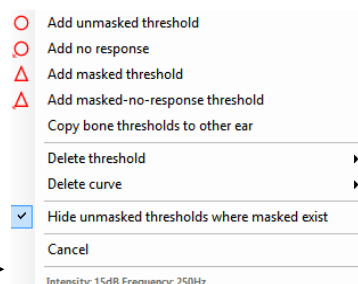 Add unmasked threshold
Add no response
Add masked threshold
Add masked-no-response threshold
Copy bone thresholds to other ear
Delete threshold
Delete curve
Hide unmasked thresholds where masked exist
Cancel
Intensity: 15dB Frequency: 250Hz